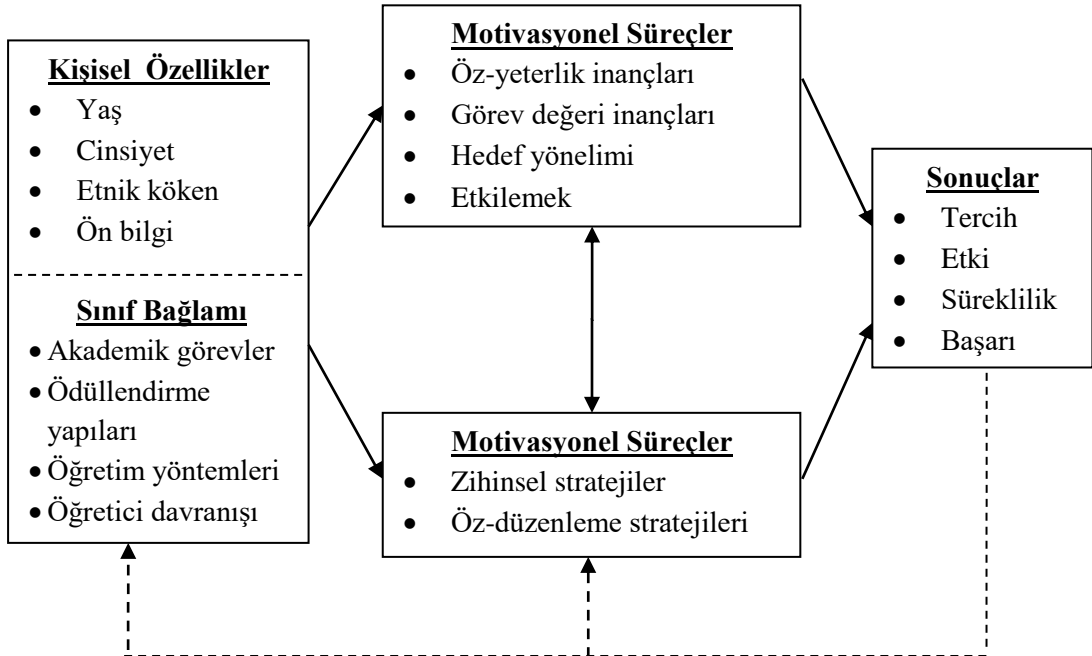 Kişisel Özellikler
• Yaş
• Cinsiyet
• Etnik köken
• Ön bilgi
Sınıf Bağlamı
• Akademik görevler
• Ödüllendirme
yapıları
• Öğretim yöntemleri
• Öğretici davranışı
Motivasyonel Süreçler
• Öz-yeterlik inançları
• Görev değeri inançları
• Hedef yönelimi
• Etkilemek
Motivasyonel Süreçler
• Zihinsel stratejiler
• Öz-düzenleme stratejileri
Sonuçlar
• Tercih
• Etki
• Süreklilik
• Başarı